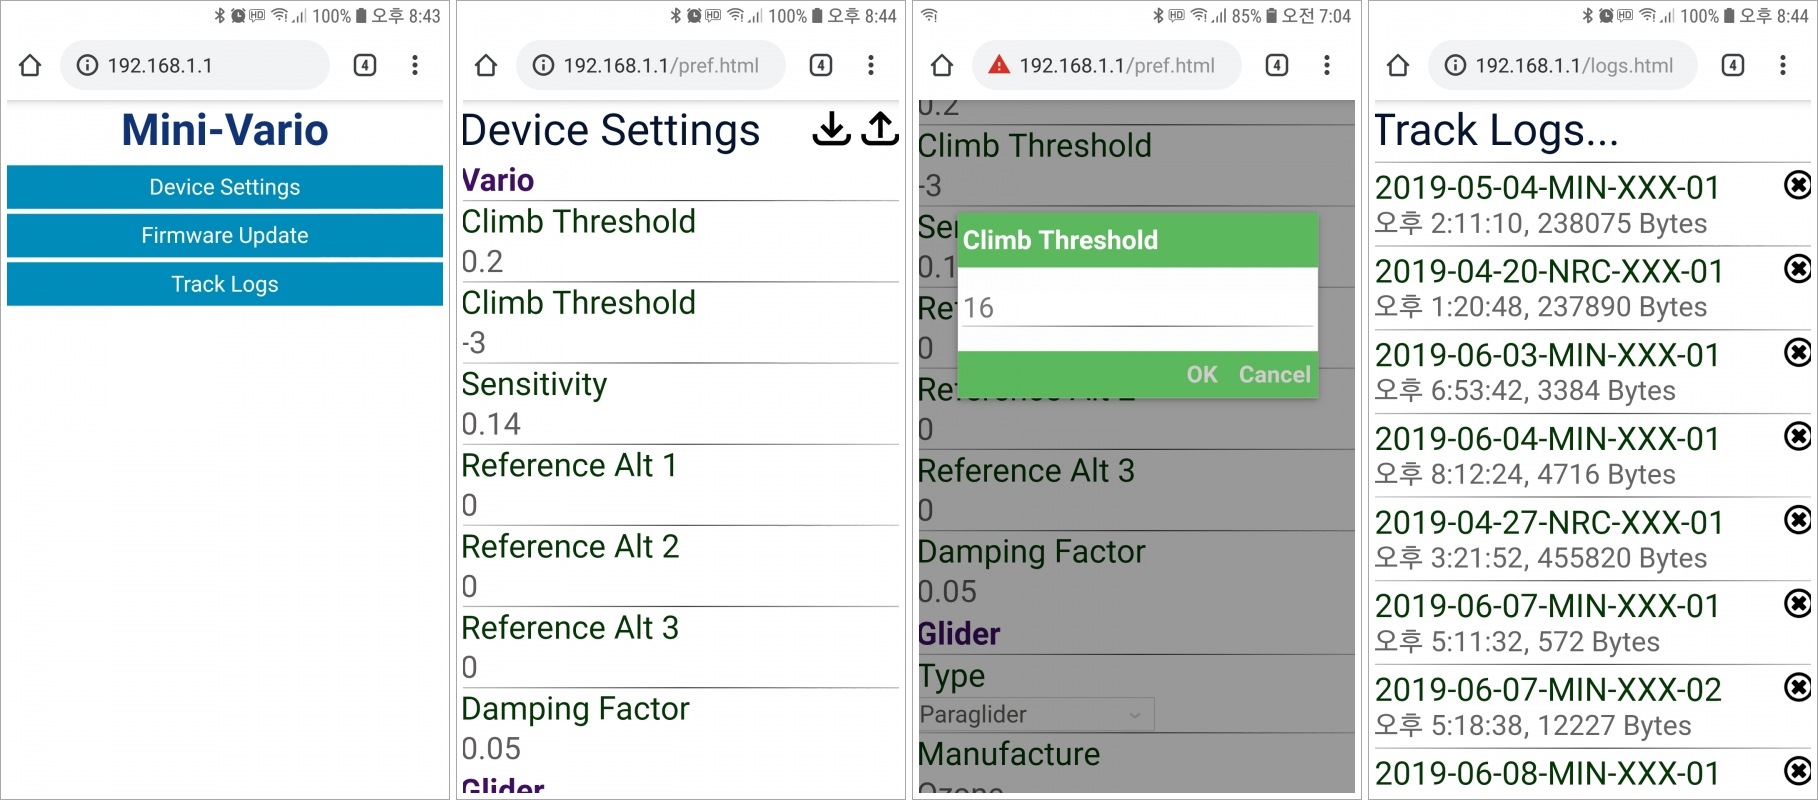 100% 오후 8:43
192.168.1.1
4
Mini-Vario
Device Settings
Firmware Update
Track Logs
HD 100% 오후 8:44
192.168.1.1/pref.html
4
Device Settings
Vario
Climb Threshold
0.2
Climb Threshold
-3
Sensitivity
0.14
Reference Alt 1
0
Reference Alt 2
0
Reference Alt 3
0
Damping Factor
0.05
Glider
HD 85% 오전 7:04
192.168.1.1/pref.html
4
0.2
Climb Threshold
-3
Ser
0.1
Climb Threshold
16
OK Cancel
Re
0
0
Reference Alt 3
0
Damping Factor
0.05
Glider
Type
Paraglider
Manufacture
Ozone
HD 100% 오후 8:44
192.168.1.1/logs.html
4
Track Logs...
2019-05-04-MIN-XXX-01
오후 2:11:10, 238075 Bytes
2019-04-20-NRC-XXX-01
오후 1:20:48, 237890 Bytes
2019-06-03-MIN-XXX-01
오후 6:53:42, 3384 Bytes
2019-06-04-MIN-XXX-01
오후 8:12:24, 4716 Bytes
2019-04-27-NRC-XXX-01
오후 3:21:52, 455820 Bytes
2019-06-07-MIN-XXX-01
오후 5:11:32, 572 Bytes
2019-06-07-MIN-XXX-02
오후 5:18:38, 12227 Bytes
2019-06-08-MIN-XXX-01